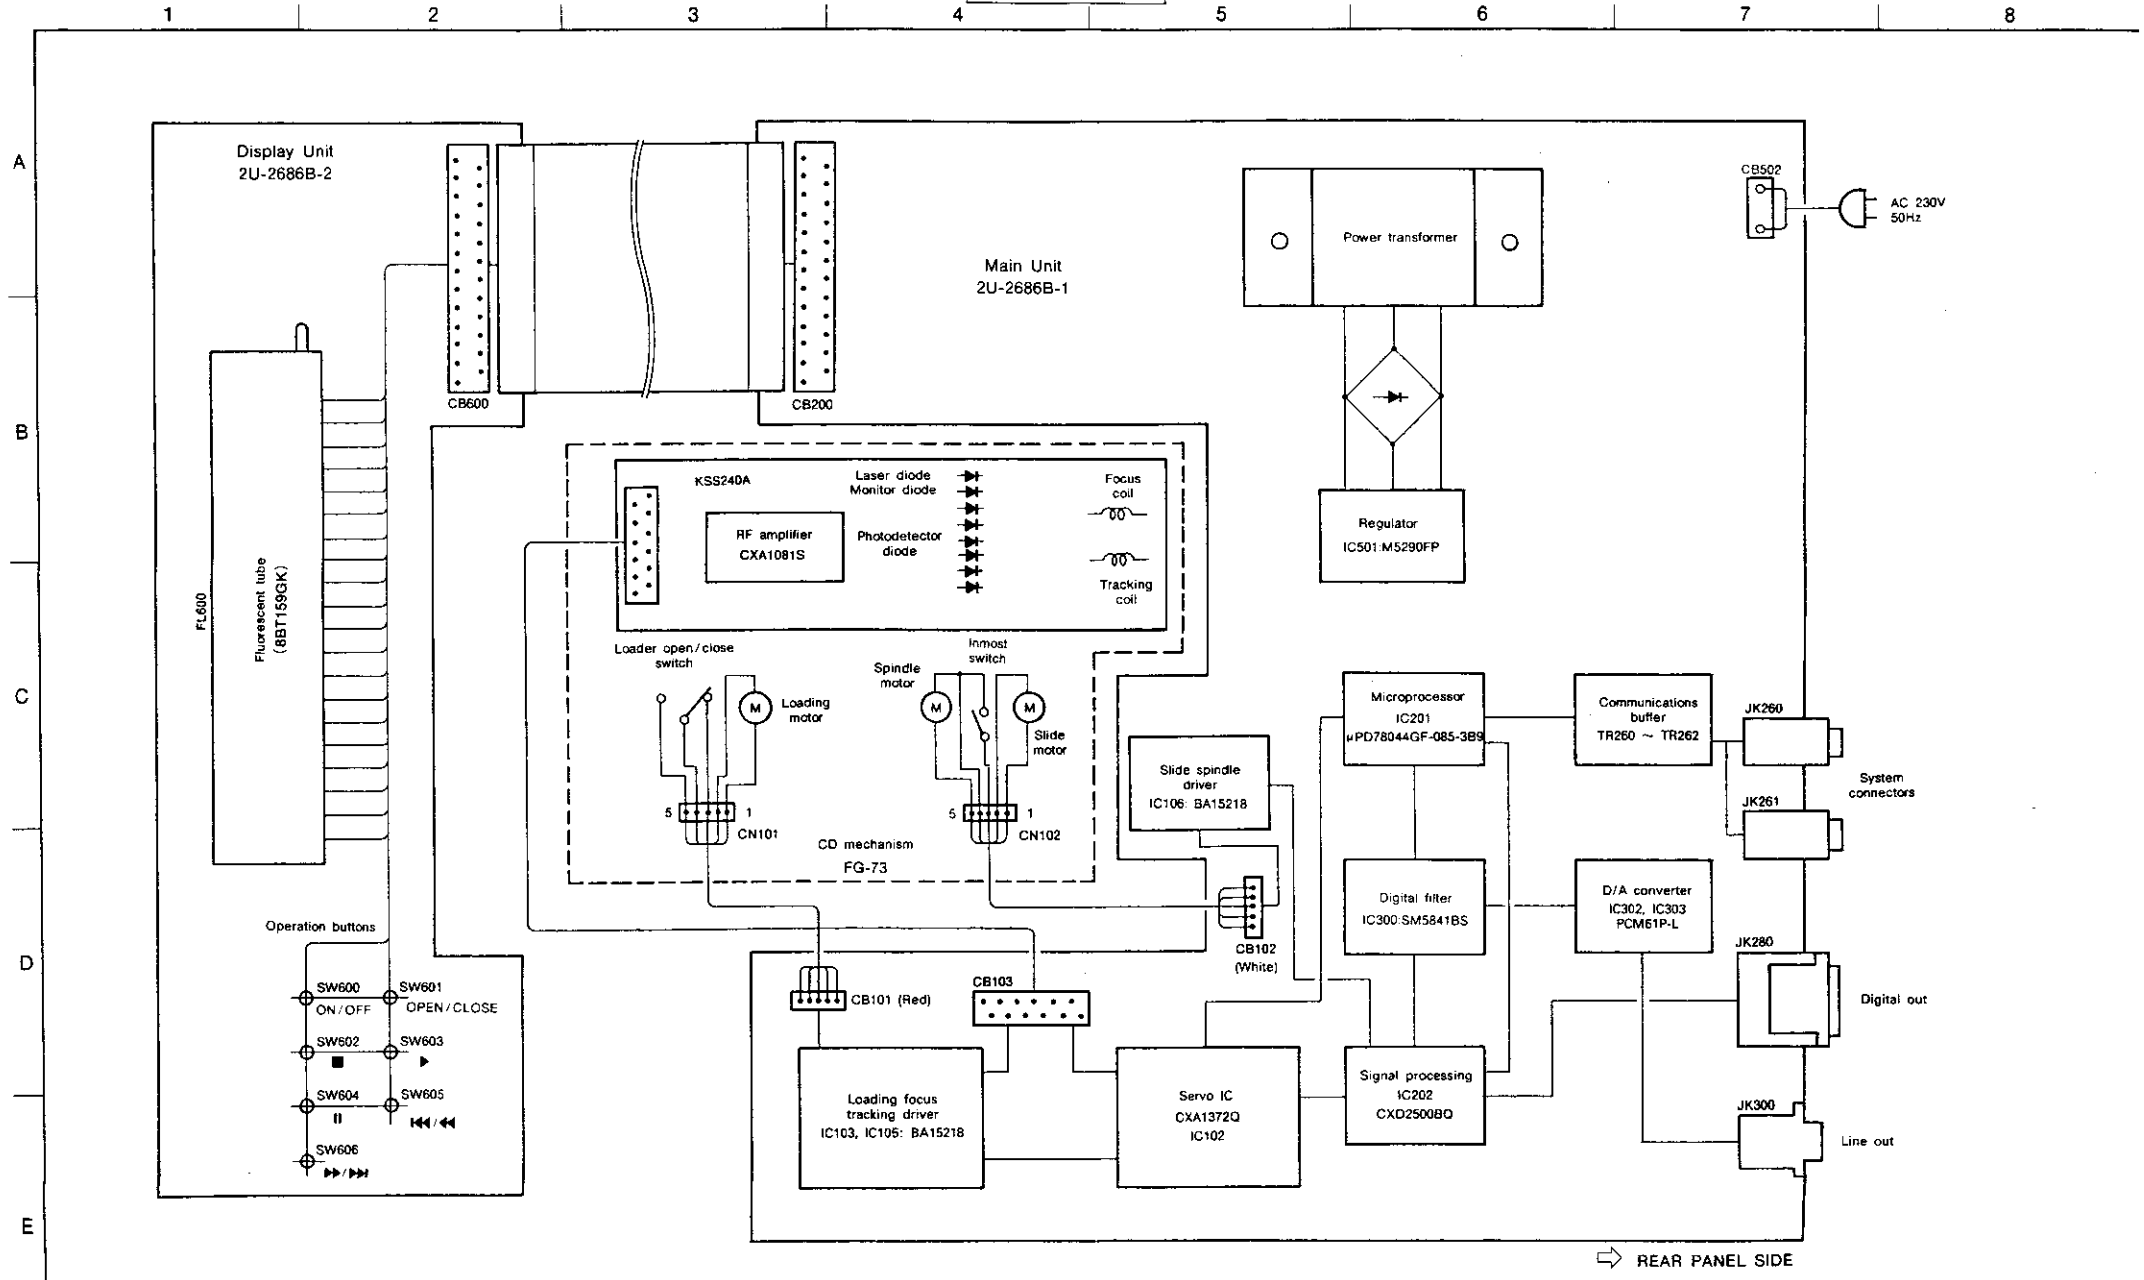 1 2 3 4 5 6 7 8
A
B
C
D
E
Display Unit
2U-2686B-2
CB600
CB200
Main Unit
2U-2686B-1
Power transformer
CB502
AC 230V
50Hz
Regulator
IC501:M5290FP
FL600
Fluorescent tube
(8BT159GK)
KSS240A
RF amplifier
CXA1081S
Laser diode
Monitor diode
Photodetector
diode
Focus
coil
Tracking
coil
Loader open/close
switch
Loading
motor
M
Spindle
motor
M
Inmost
switch
M
Slide
motor
5 1
CN101
5 1
CN102
CD mechanism
FG-73
Slide spindle
driver
IC106: BA15218
Microprocessor
IC201
μPD78044GF-085-3B9
Communications
buffer
TR260 ～ TR262
JK260
JK261
System
connectors
Digital filter
IC300:SM5841BS
D/A converter
IC302, IC303
PCM61P-L
CB102
(White)
JK280
Digital out
Operation buttons
SW600
ON/OFF
SW601
OPEN/CLOSE
SW602
■
SW603
▶
SW604
II
SW605
⏮/◀◀
SW606
▶▶/⏭
CB101 (Red)
CB103
Loading focus
tracking driver
IC103, IC105: BA15218
Servo IC
CXA1372Q
IC102
Signal processing
IC202
CXD2500BQ
JK300
Line out
REAR PANEL SIDE